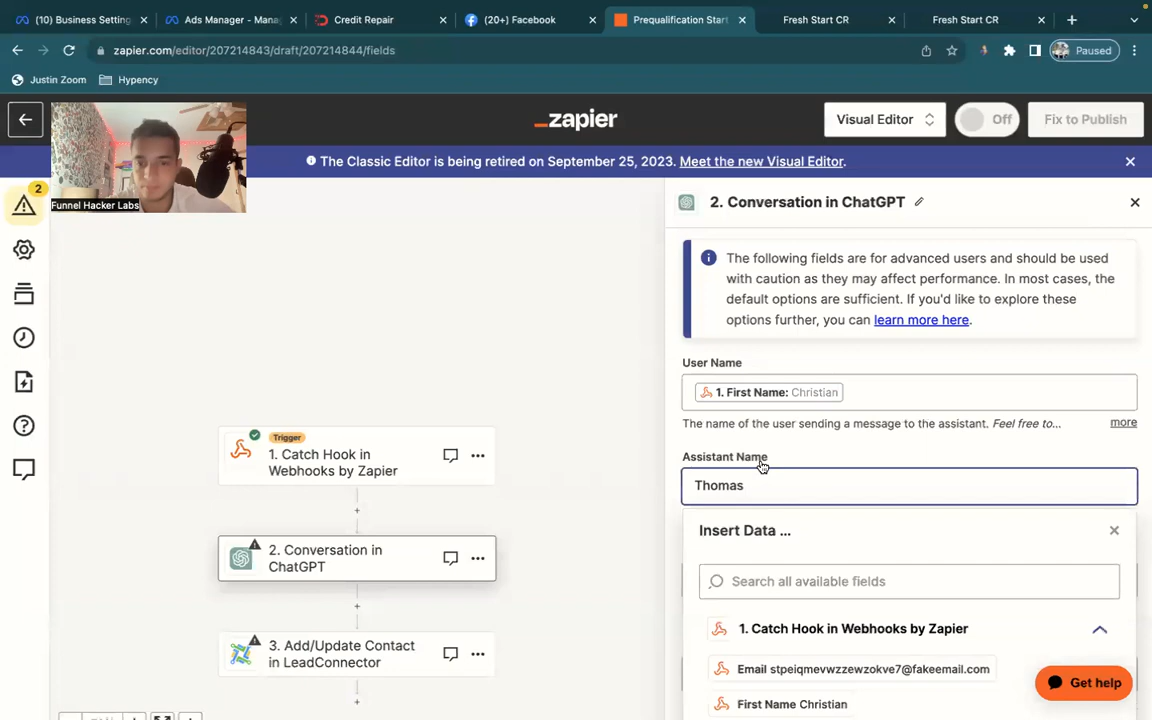 (10) Business Setting
Ads Manager - Mana
Credit Repair
(20+) Facebook
Prequalification Start
Fresh Start CR
Fresh Start CR
zapier.com/editor/207214843/draft/207214844/fields
Paused
Justin Zoom
Hypency
_zapier
Visual Editor
Off
Fix to Publish
The Classic Editor is being retired on September 25, 2023. Meet the new Visual Editor.
2
Funnel Hacker Labs
2. Conversation in ChatGPT
The following fields are for advanced users and should be
used with caution as they may affect performance. In most cases, the
default options are sufficient. If you'd like to explore these
options further, you can learn more here.
User Name
1. First Name: Christian
The name of the user sending a message to the assistant. Feel free to...
more
Assistant Name
Thomas
Insert Data ...
Search all available fields
1. Catch Hook in Webhooks by Zapier
Email stpeiqmevwzzewzokve7@fakeemail.com
First Name Christian
Get help
Trigger
1. Catch Hook in
Webhooks by Zapier
2. Conversation in
ChatGPT
3. Add/Update Contact
in LeadConnector